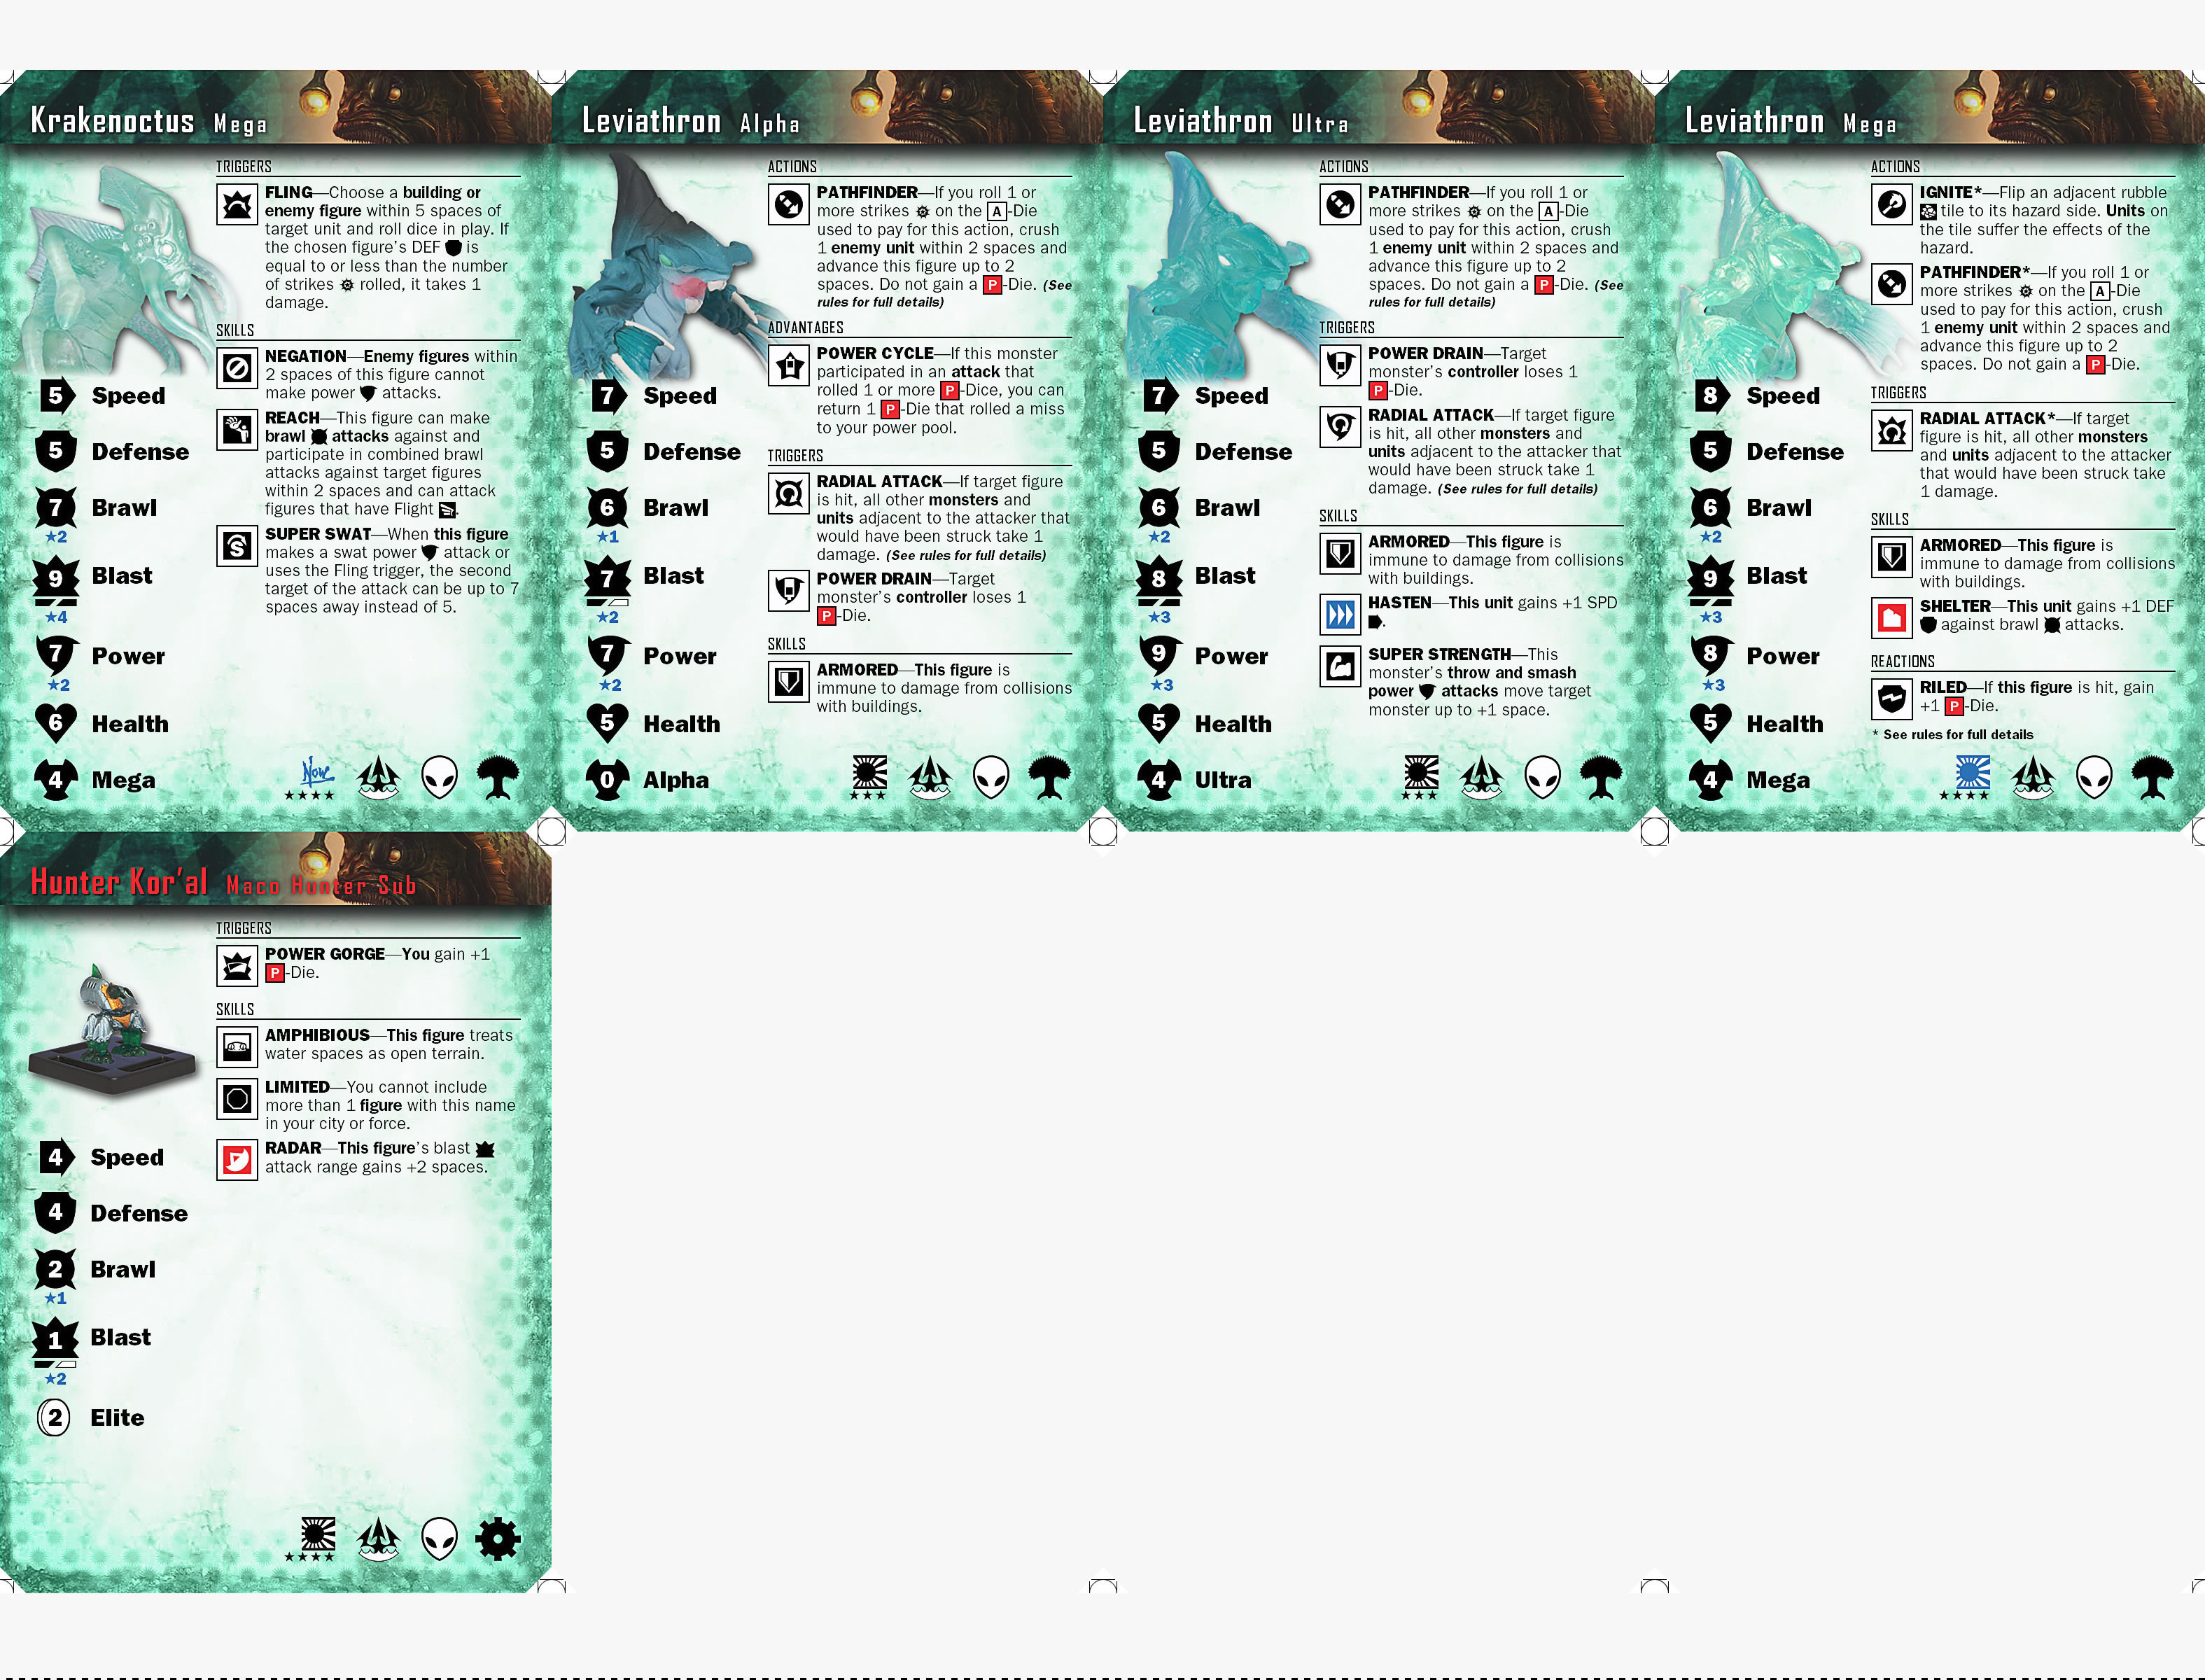 Krakenoctus Mega
TRIGGERS
FLING—Choose a building or
enemy figure within 5 spaces of
target unit and roll dice in play. If
the chosen figure's DEF is
equal to or less than the number
of strikes rolled, it takes 1
damage.
SKILLS
NEGATION—Enemy figures within
2 spaces of this figure cannot
make power attacks.
REACH—This figure can make
brawl attacks against and
participate in combined brawl
attacks against target figures
within 2 spaces and can attack
figures that have Flight .
SUPER SWAT—When this figure
makes a swat power attack or
uses the Fling trigger, the second
target of the attack can be up to 7
spaces away instead of 5.
5 Speed
5 Defense
7 Brawl
★2
9 Blast
★4
7 Power
★2
6 Health
4 Mega
Now
★★★★
Leviathron Alpha
ACTIONS
PATHFINDER—If you roll 1 or
more strikes on the A-Die
used to pay for this action, crush
1 enemy unit within 2 spaces and
advance this figure up to 2
spaces. Do not gain a P-Die. (See
rules for full details)
ADVANTAGES
POWER CYCLE—If this monster
participated in an attack that
rolled 1 or more P-Dice, you can
return 1 P-Die that rolled a miss
to your power pool.
TRIGGERS
RADIAL ATTACK—If target figure
is hit, all other monsters and
units adjacent to the attacker that
would have been struck take 1
damage. (See rules for full details)
POWER DRAIN—Target
monster's controller loses 1
P-Die.
SKILLS
ARMORED—This figure is
immune to damage from collisions
with buildings.
7 Speed
5 Defense
6 Brawl
★1
7 Blast
★2
7 Power
★2
5 Health
0 Alpha
★★★
Leviathron Ultra
ACTIONS
PATHFINDER—If you roll 1 or
more strikes on the A-Die
used to pay for this action, crush
1 enemy unit within 2 spaces and
advance this figure up to 2
spaces. Do not gain a P-Die. (See
rules for full details)
TRIGGERS
POWER DRAIN—Target
monster's controller loses 1
P-Die.
RADIAL ATTACK—If target figure
is hit, all other monsters and
units adjacent to the attacker that
would have been struck take 1
damage. (See rules for full details)
SKILLS
ARMORED—This figure is
immune to damage from collisions
with buildings.
HASTEN—This unit gains +1 SPD
.
SUPER STRENGTH—This
monster's throw and smash
power attacks move target
monster up to +1 space.
7 Speed
5 Defense
6 Brawl
★2
8 Blast
★3
9 Power
★3
5 Health
4 Ultra
★★★
Leviathron Mega
ACTIONS
IGNITE*—Flip an adjacent rubble
tile to its hazard side. Units on
the tile suffer the effects of the
hazard.
PATHFINDER*—If you roll 1 or
more strikes on the A-Die
used to pay for this action, crush
1 enemy unit within 2 spaces and
advance this figure up to 2
spaces. Do not gain a P-Die.
TRIGGERS
RADIAL ATTACK*—If target
figure is hit, all other monsters
and units adjacent to the attacker
that would have been struck take
1 damage.
SKILLS
ARMORED—This figure is
immune to damage from collisions
with buildings.
SHELTER—This unit gains +1 DEF
against brawl attacks.
REACTIONS
RILED—If this figure is hit, gain
+1 P-Die.
* See rules for full details
8 Speed
5 Defense
6 Brawl
★2
9 Blast
★3
8 Power
★3
5 Health
4 Mega
★★★★
Hunter Kor'al Maco Hunter Sub
TRIGGERS
POWER GORGE—You gain +1
P-Die.
SKILLS
AMPHIBIOUS—This figure treats
water spaces as open terrain.
LIMITED—You cannot include
more than 1 figure with this name
in your city or force.
RADAR—This figure's blast
attack range gains +2 spaces.
4 Speed
4 Defense
2 Brawl
★1
1 Blast
★2
2 Elite
★★★★